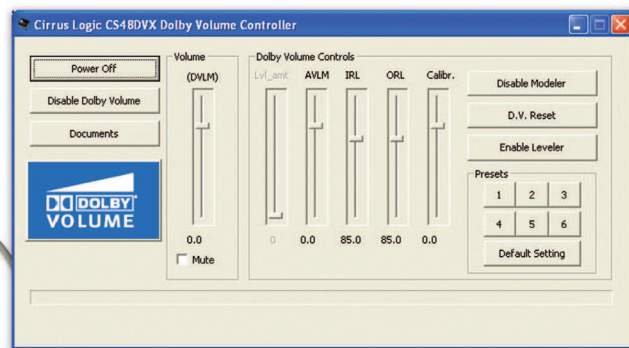 Cirrus Logic CS48DVX Dolby Volume Controller
Power Off
Disable Dolby Volume
Documents
DOLBY
VOLUME
Volume
(DVLM)
0.0
Mute
Dolby Volume Controls
Lvl_amt AVLM IRL ORL Calibr.
0 0.0 85.0 85.0 0.0
Disable Modeler
D.V. Reset
Enable Leveler
Presets
1 2 3
4 5 6
Default Setting